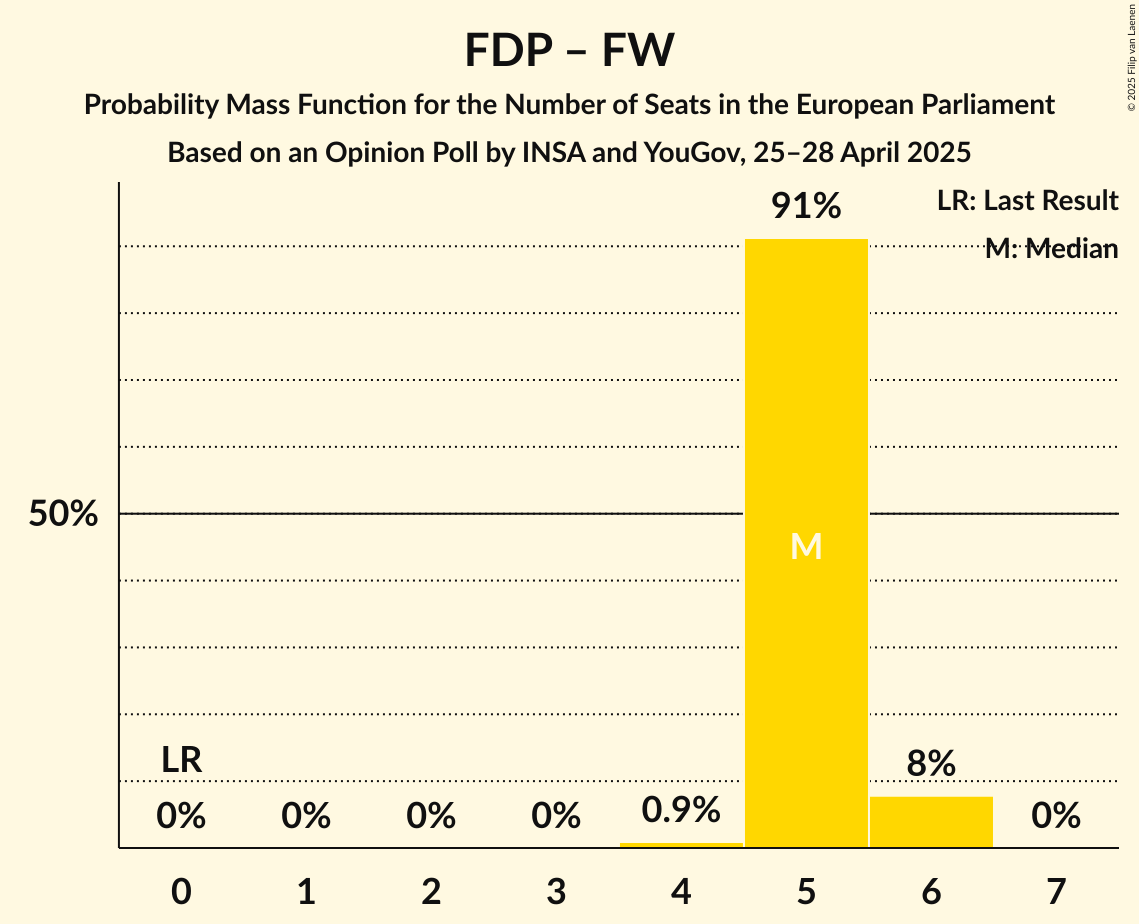 FDP – FW
Probability Mass Function for the Number of Seats in the European Parliament
Based on an Opinion Poll by INSA and YouGov, 25–28 April 2025
© 2025 Filip van Laenen
LR: Last Result
M: Median
91%
50%
M
LR
0%
0%
0%
0%
0.9%
8%
0%
0
1
2
3
4
5
6
7